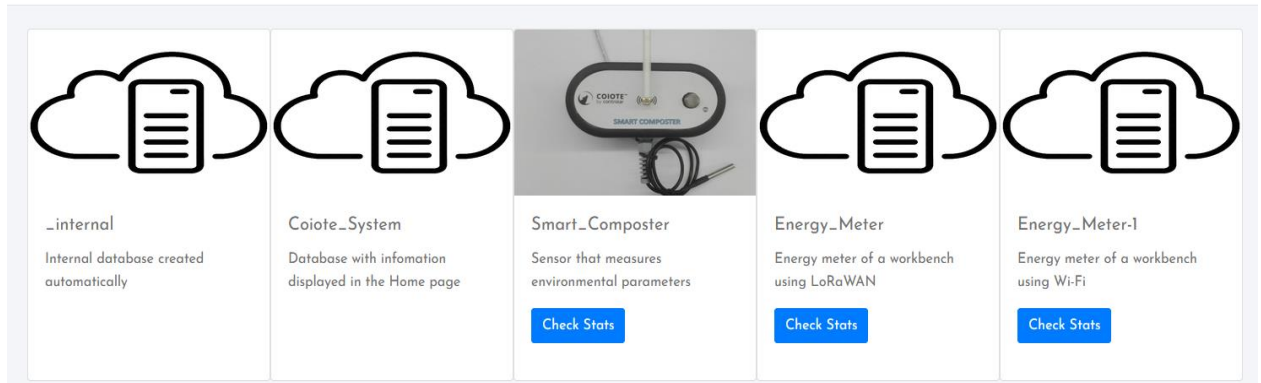 COIOTE™
SMART COMPOSTER
_internal
Internal database created
automatically
Coiote_System
Database with infomation
displayed in the Home page
Smart_Composter
Sensor that measures
environmental parameters
Check Stats
Energy_Meter
Energy meter of a workbench
using LoRaWAN
Check Stats
Energy_Meter-1
Energy meter of a workbench
using Wi-Fi
Check Stats